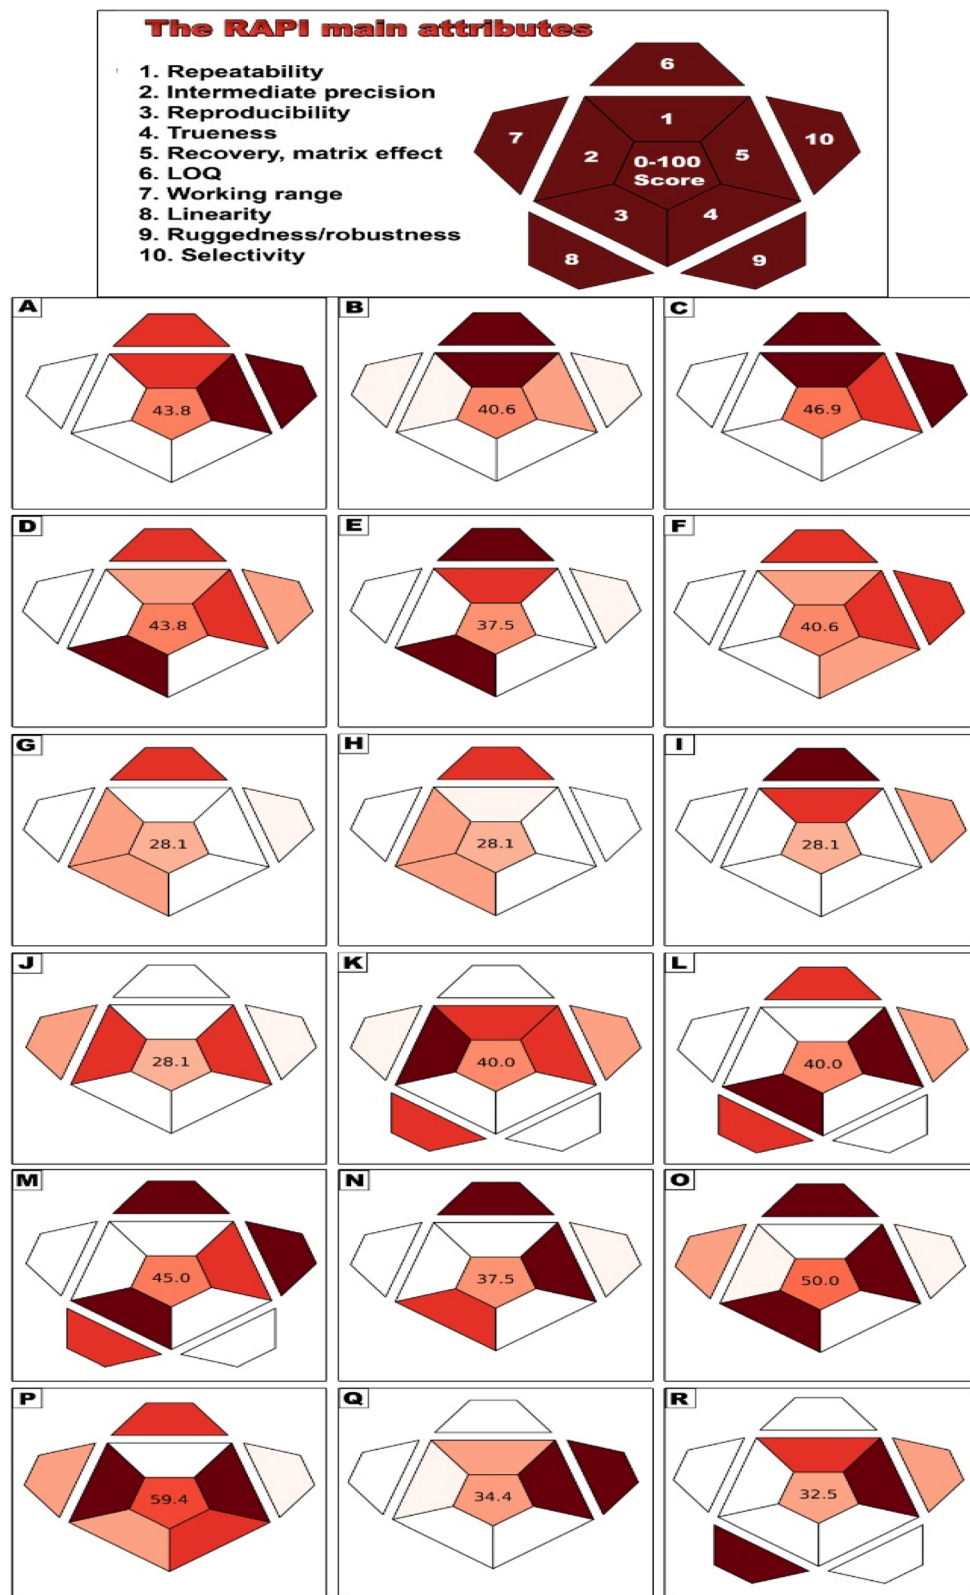 The RAPI main attributes
1. Repeatability
2. Intermediate precision
3. Reproducibility
4. Trueness
5. Recovery, matrix effect
6. LOQ
7. Working range
8. Linearity
9. Ruggedness/robustness
10. Selectivity
6
7
1
10
2
0-100
Score
5
3
4
8
9
A
43.8
B
40.6
C
46.9
D
43.8
E
37.5
F
40.6
G
28.1
H
28.1
I
28.1
J
28.1
K
40.0
L
40.0
M
45.0
N
37.5
O
50.0
P
59.4
Q
34.4
R
32.5